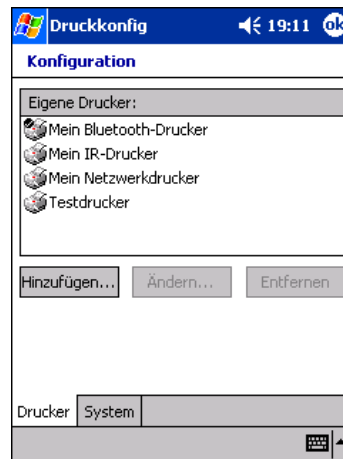 Druckkonfig 19:11 ok
Konfiguration
Eigene Drucker:
Mein Bluetooth-Drucker
Mein IR-Drucker
Mein Netzwerkdrucker
Testdrucker
Hinzufügen... Ändern... Entfernen
Drucker System